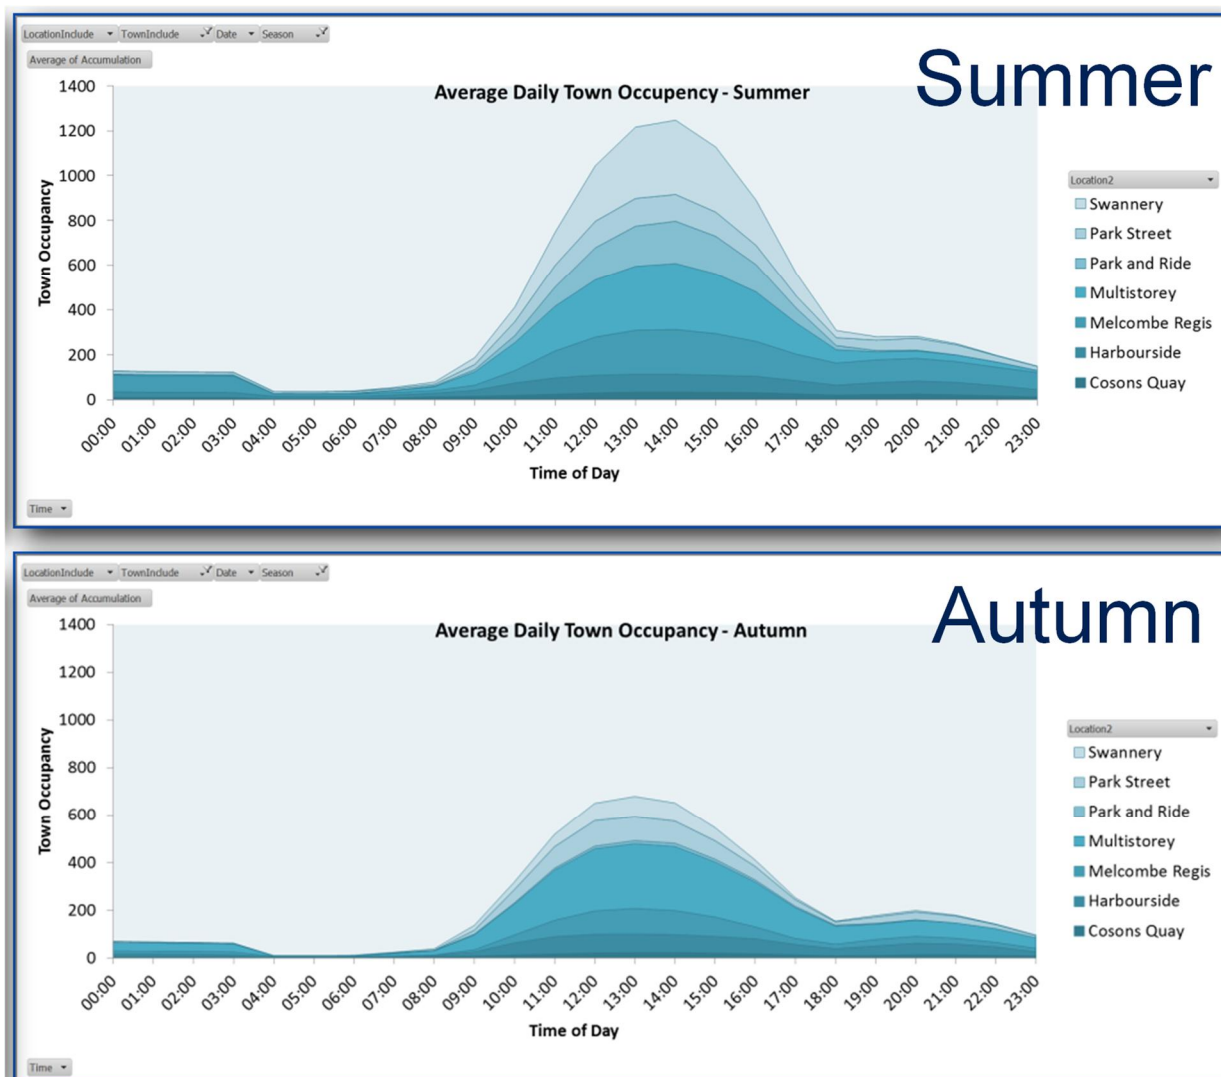 LocationInclude TownInclude Date Season
Summer
Average of Accumulation
Average Daily Town Occupency - Summer
1400
1200
1000
800
600
400
200
0
Town Occupancy
00:00 01:00 02:00 03:00 04:00 05:00 06:00 07:00 08:00 09:00 10:00 11:00 12:00 13:00 14:00 15:00 16:00 17:00 18:00 19:00 20:00 21:00 22:00 23:00
Time of Day
Location2
Swannery
Park Street
Park and Ride
Multistorey
Melcombe Regis
Harbourside
Cosons Quay
Time
LocationInclude TownInclude Date Season
Autumn
Average of Accumulation
Average Daily Town Occupancy - Autumn
1400
1200
1000
800
600
400
200
0
Town Occupancy
00:00 01:00 02:00 03:00 04:00 05:00 06:00 07:00 08:00 09:00 10:00 11:00 12:00 13:00 14:00 15:00 16:00 17:00 18:00 19:00 20:00 21:00 22:00 23:00
Time of Day
Location2
Swannery
Park Street
Park and Ride
Multistorey
Melcombe Regis
Harbourside
Cosons Quay
Time